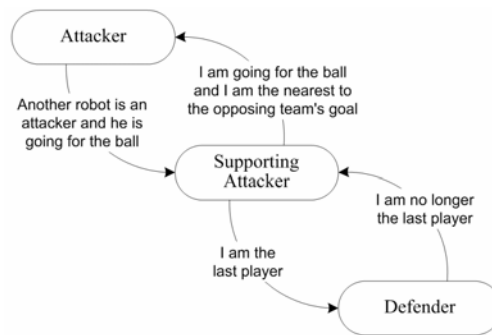 Attacker
I am going for the ball
and I am the nearest to
the opposing team's goal
Another robot is an
attacker and he is
going for the ball
Supporting
Attacker
I am no longer
the last player
I am the
last player
Defender